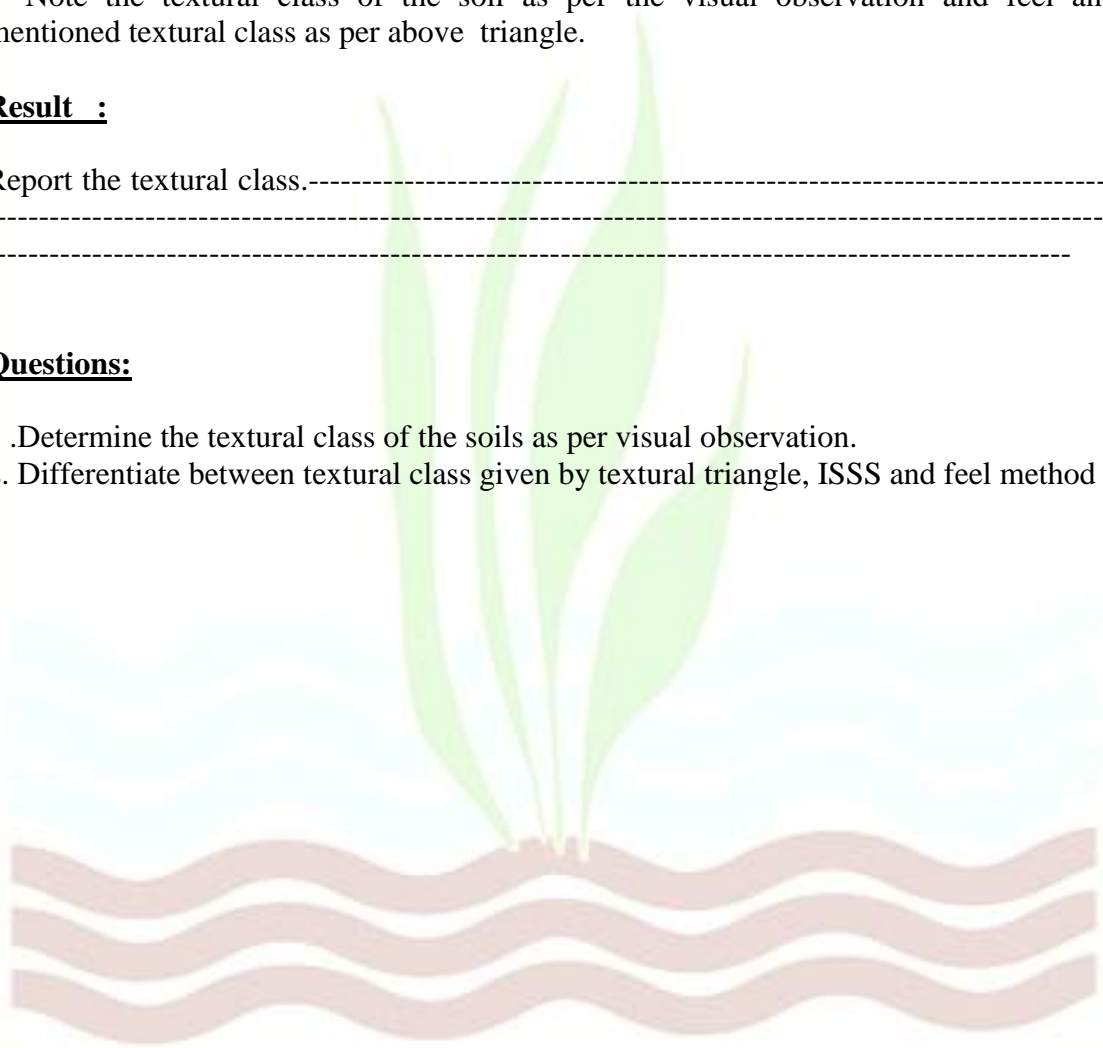 Note the textural class of the soil as per the visual observation and feel and
mentioned textural class as per above triangle.
Result :
Report the textural class.---------------------------------------------------------------------------
---------------------------------------------------------------------------------------------------------
------------------------------------------------------------------------------------------------------
Questions:
.Determine the textural class of the soils as per visual observation.
. Differentiate between textural class given by textural triangle, ISSS and feel method